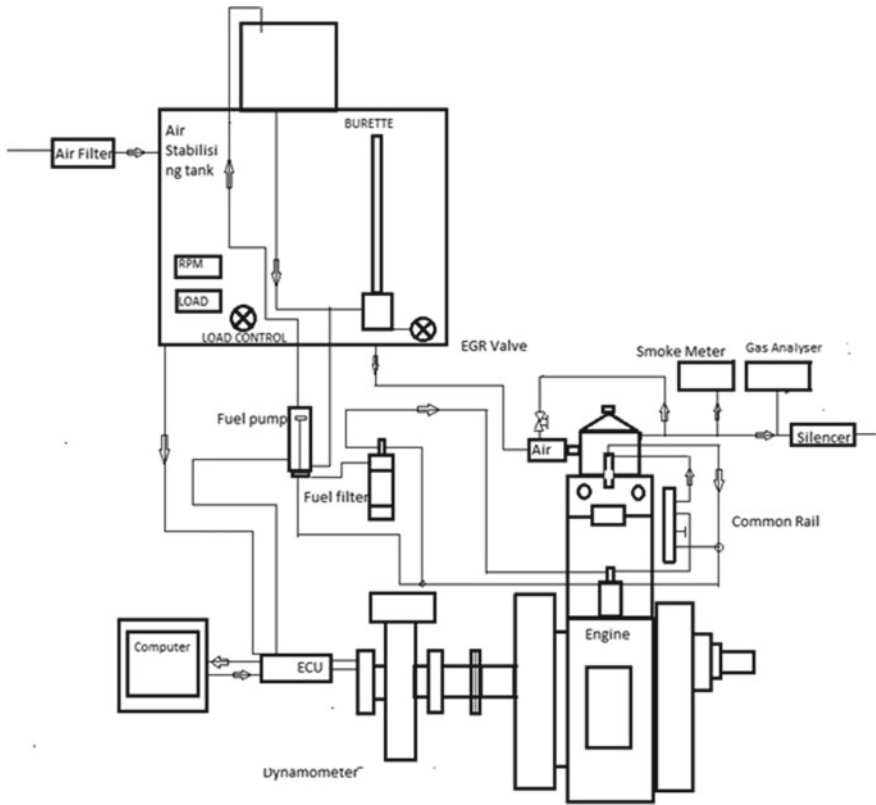 BURETTE
Air
Stabilis
ng tank
Air Filter
RPM
LOAD
LOAD CONTROL
EGR Valve
Smoke Meter
Gas Analyser
Fuel pump
Air
Silencer
Fuel filter
Common Rail
Engine
Computer
ECU
Dynamometer